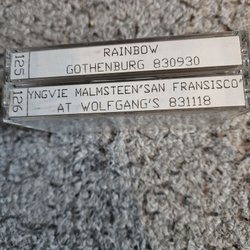 125
RAINBOW
GOTHENBURG 830930
126
YNGVIE MALMSTEEN'SAN FRANSISCO'
AT WOLFGANG'S 831118